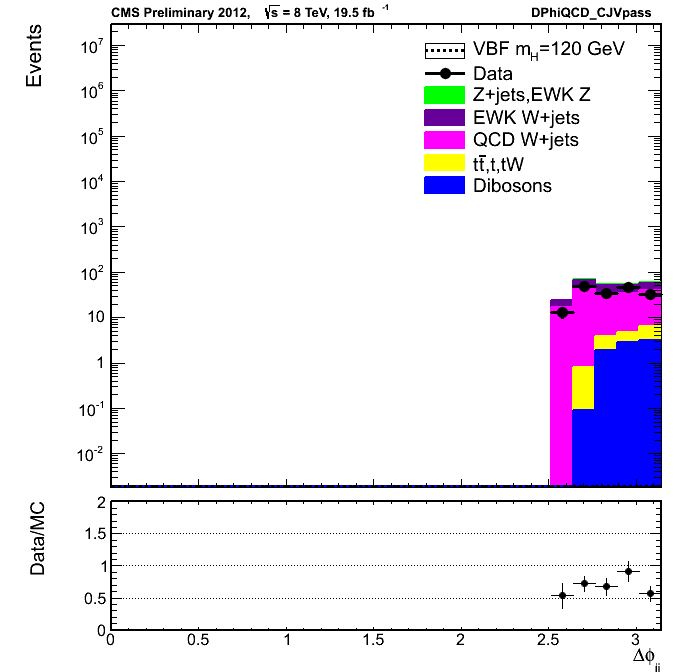 CMS Preliminary 2012, √s = 8 TeV, 19.5 fb⁻¹ DPhiQCD_CJVpass
Events
10⁷
10⁶
10⁵
10⁴
10³
10²
10
1
10⁻¹
10⁻²
VBF m_H=120 GeV
Data
Z+jets,EWK Z
EWK W+jets
QCD W+jets
tt̄,t,tW
Dibosons
Data/MC
2
1.5
1
0.5
0
0 0.5 1 1.5 2 2.5 3
Δϕ_jj